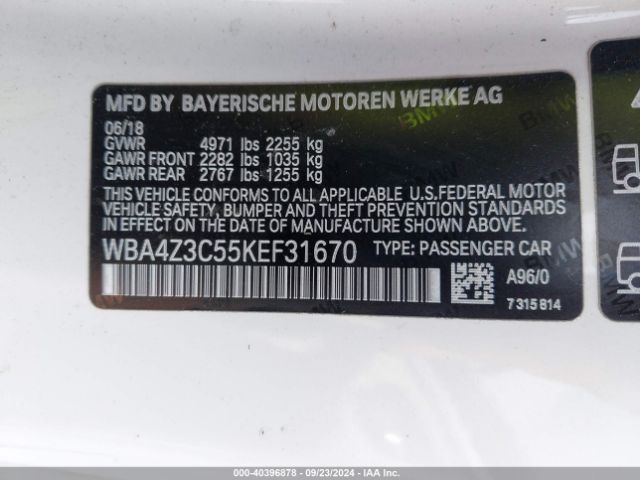 MFD BY BAYERISCHE MOTOREN WERKE AG
06/18
GVWR 4971 lbs 2255 kg
GAWR FRONT 2282 lbs 1035 kg
GAWR REAR 2767 lbs 1255 kg
THIS VEHICLE CONFORMS TO ALL APPLICABLE U.S.FEDERAL MOTOR
VEHICLE SAFETY, BUMPER AND THEFT PREVENTION STANDARDS
IN EFFECT ON THE DATE OF MANUFACTURE SHOWN ABOVE.
WBA4Z3C55KEF31670 TYPE: PASSENGER CAR
A96/0
7 315 814
000-40396878 - 09/23/2024 - IAA Inc.